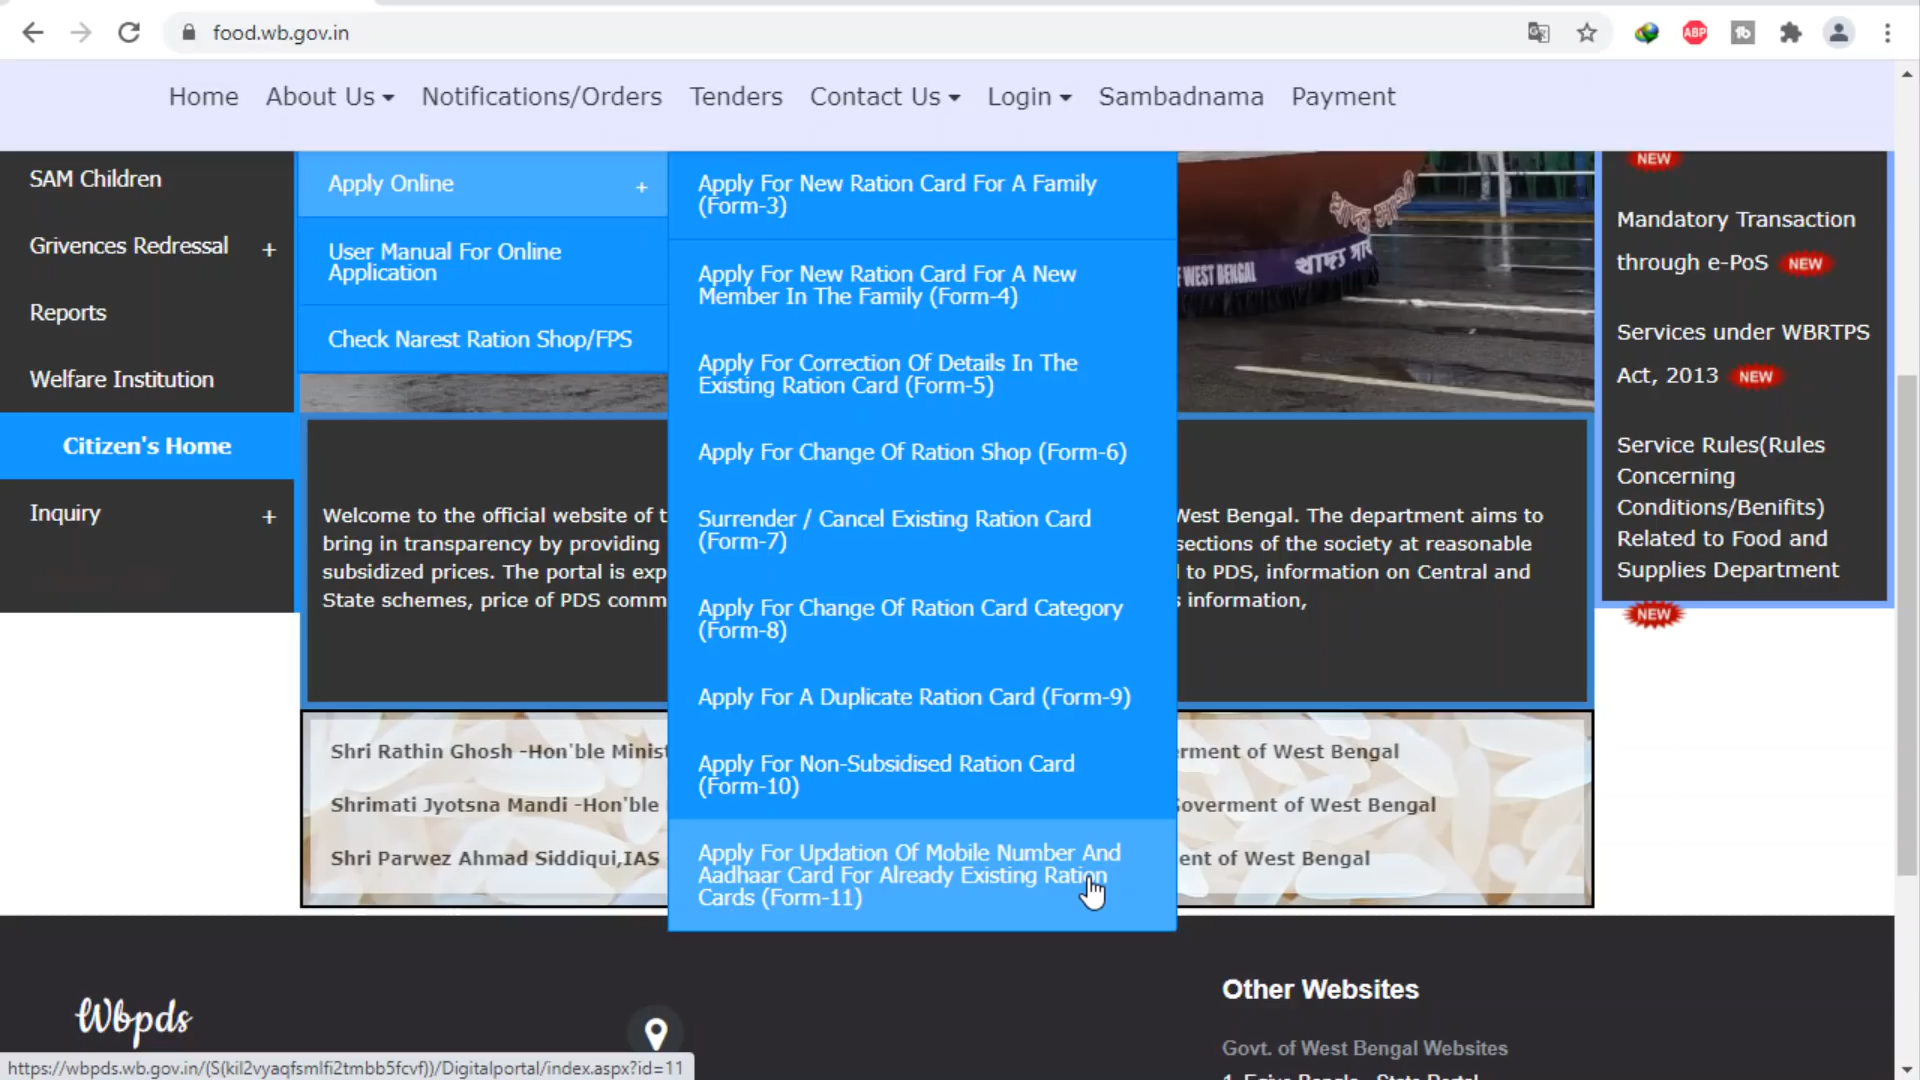 food.wb.gov.in
ABP
Home About Us Notifications/Orders Tenders Contact Us Login Sambadnama Payment
SAM Children
Grivences Redressal +
Reports
Welfare Institution
Citizen's Home
Inquiry +
Apply Online +
User Manual For Online
Application
Check Narest Ration Shop/FPS
Apply For New Ration Card For A Family
(Form-3)
Apply For New Ration Card For A New
Member In The Family (Form-4)
Apply For Correction Of Details In The
Existing Ration Card (Form-5)
Apply For Change Of Ration Shop (Form-6)
Surrender / Cancel Existing Ration Card
(Form-7)
Apply For Change Of Ration Card Category
(Form-8)
Apply For A Duplicate Ration Card (Form-9)
Apply For Non-Subsidised Ration Card
(Form-10)
Apply For Updation Of Mobile Number And
Aadhaar Card For Already Existing Ration
Cards (Form-11)
WEST BENGAL
NEW
Mandatory Transaction
through e-PoS NEW
Services under WBRTPS
Act, 2013 NEW
Service Rules(Rules
Concerning
Conditions/Benifits)
Related to Food and
Supplies Department
NEW
Welcome to the official website of West Bengal. The department aims to
bring in transparency by providing sections of the society at reasonable
subsidized prices. The portal is to PDS, information on Central and
State schemes, price of PDS information,
Shri Rathin Ghosh -Hon'ble of West Bengal
Shrimati Jyotsna Mandi -Hon'ble Goverment of West Bengal
Shri Parwez Ahmad Siddiqui,IAS of West Bengal
Wbpds
Other Websites
Govt. of West Bengal Websites
https://wbpds.wb.gov.in/(S(kil2vyaqfsmlfi2tmbb5fcvf))/Digitalportal/index.aspx?id=11